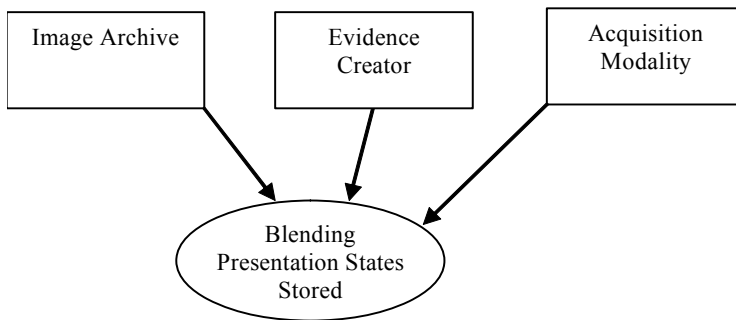 Image Archive
Evidence
Creator
Acquisition
Modality
Blending
Presentation States
Stored